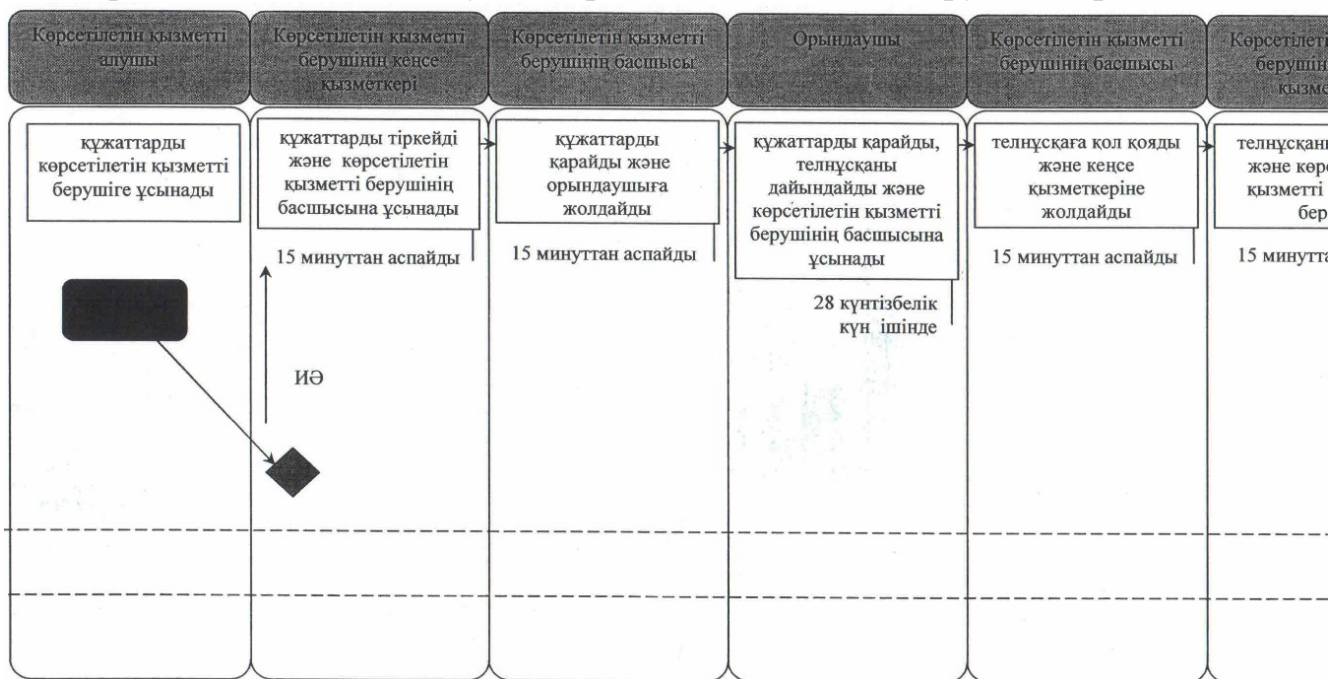 Көрсетілетін қызметті
алушы
Көрсетілетін қызметті
берушінің кеңсе
қызметкері
Көрсетілетін қызметті
берушінің басшысы
Орындаушы
Көрсетілетін қызметті
берушінің басшысы
құжаттарды
көрсетілетін қызметті
берушіге ұсынады
құжаттарды тіркейді
және көрсетілетін
қызметті берушінің
басшысына ұсынады
15 минуттан аспайды
ИӘ
құжаттарды
қарайды және
орындаушыға
жолдайды
15 минуттан аспайды
құжаттарды қарайды,
телнұсқаны
дайындайды және
көрсетілетін қызметті
берушінің басшысына
ұсынады
28 күнтізбелік
күн ішінде
телнұсқаға қол қояды
және кеңсе
қызметкеріне
жолдайды
15 минуттан аспайды
және
қызметті
15